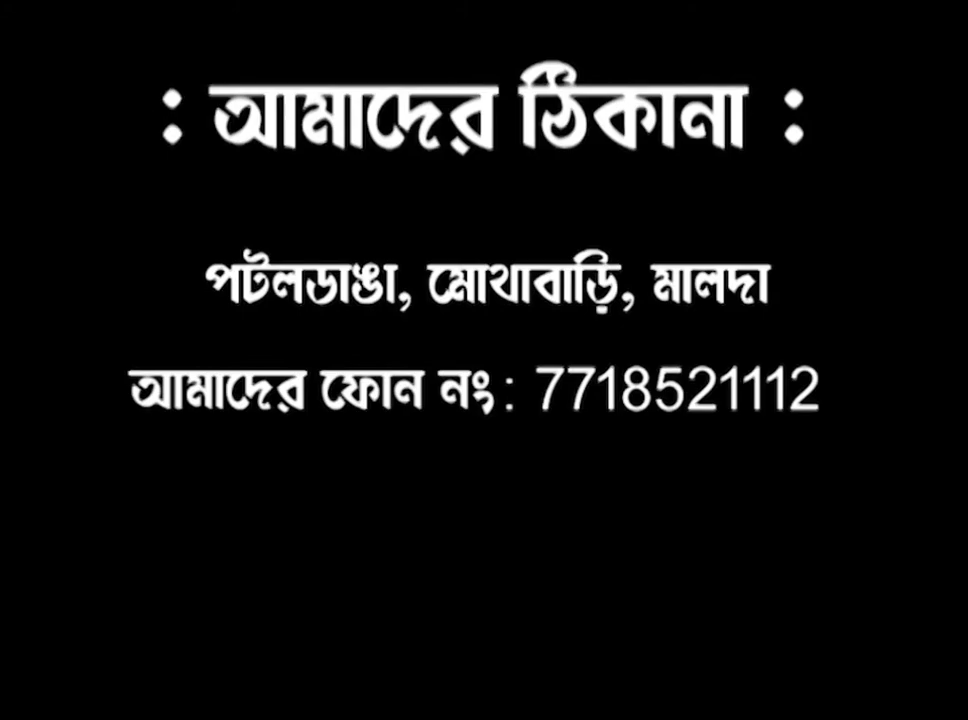 : আমাদের ঠিকানা :
পটলডাঙা, মোথাবাড়ি, মালদা
আমাদের ফোন নং : 7718521112